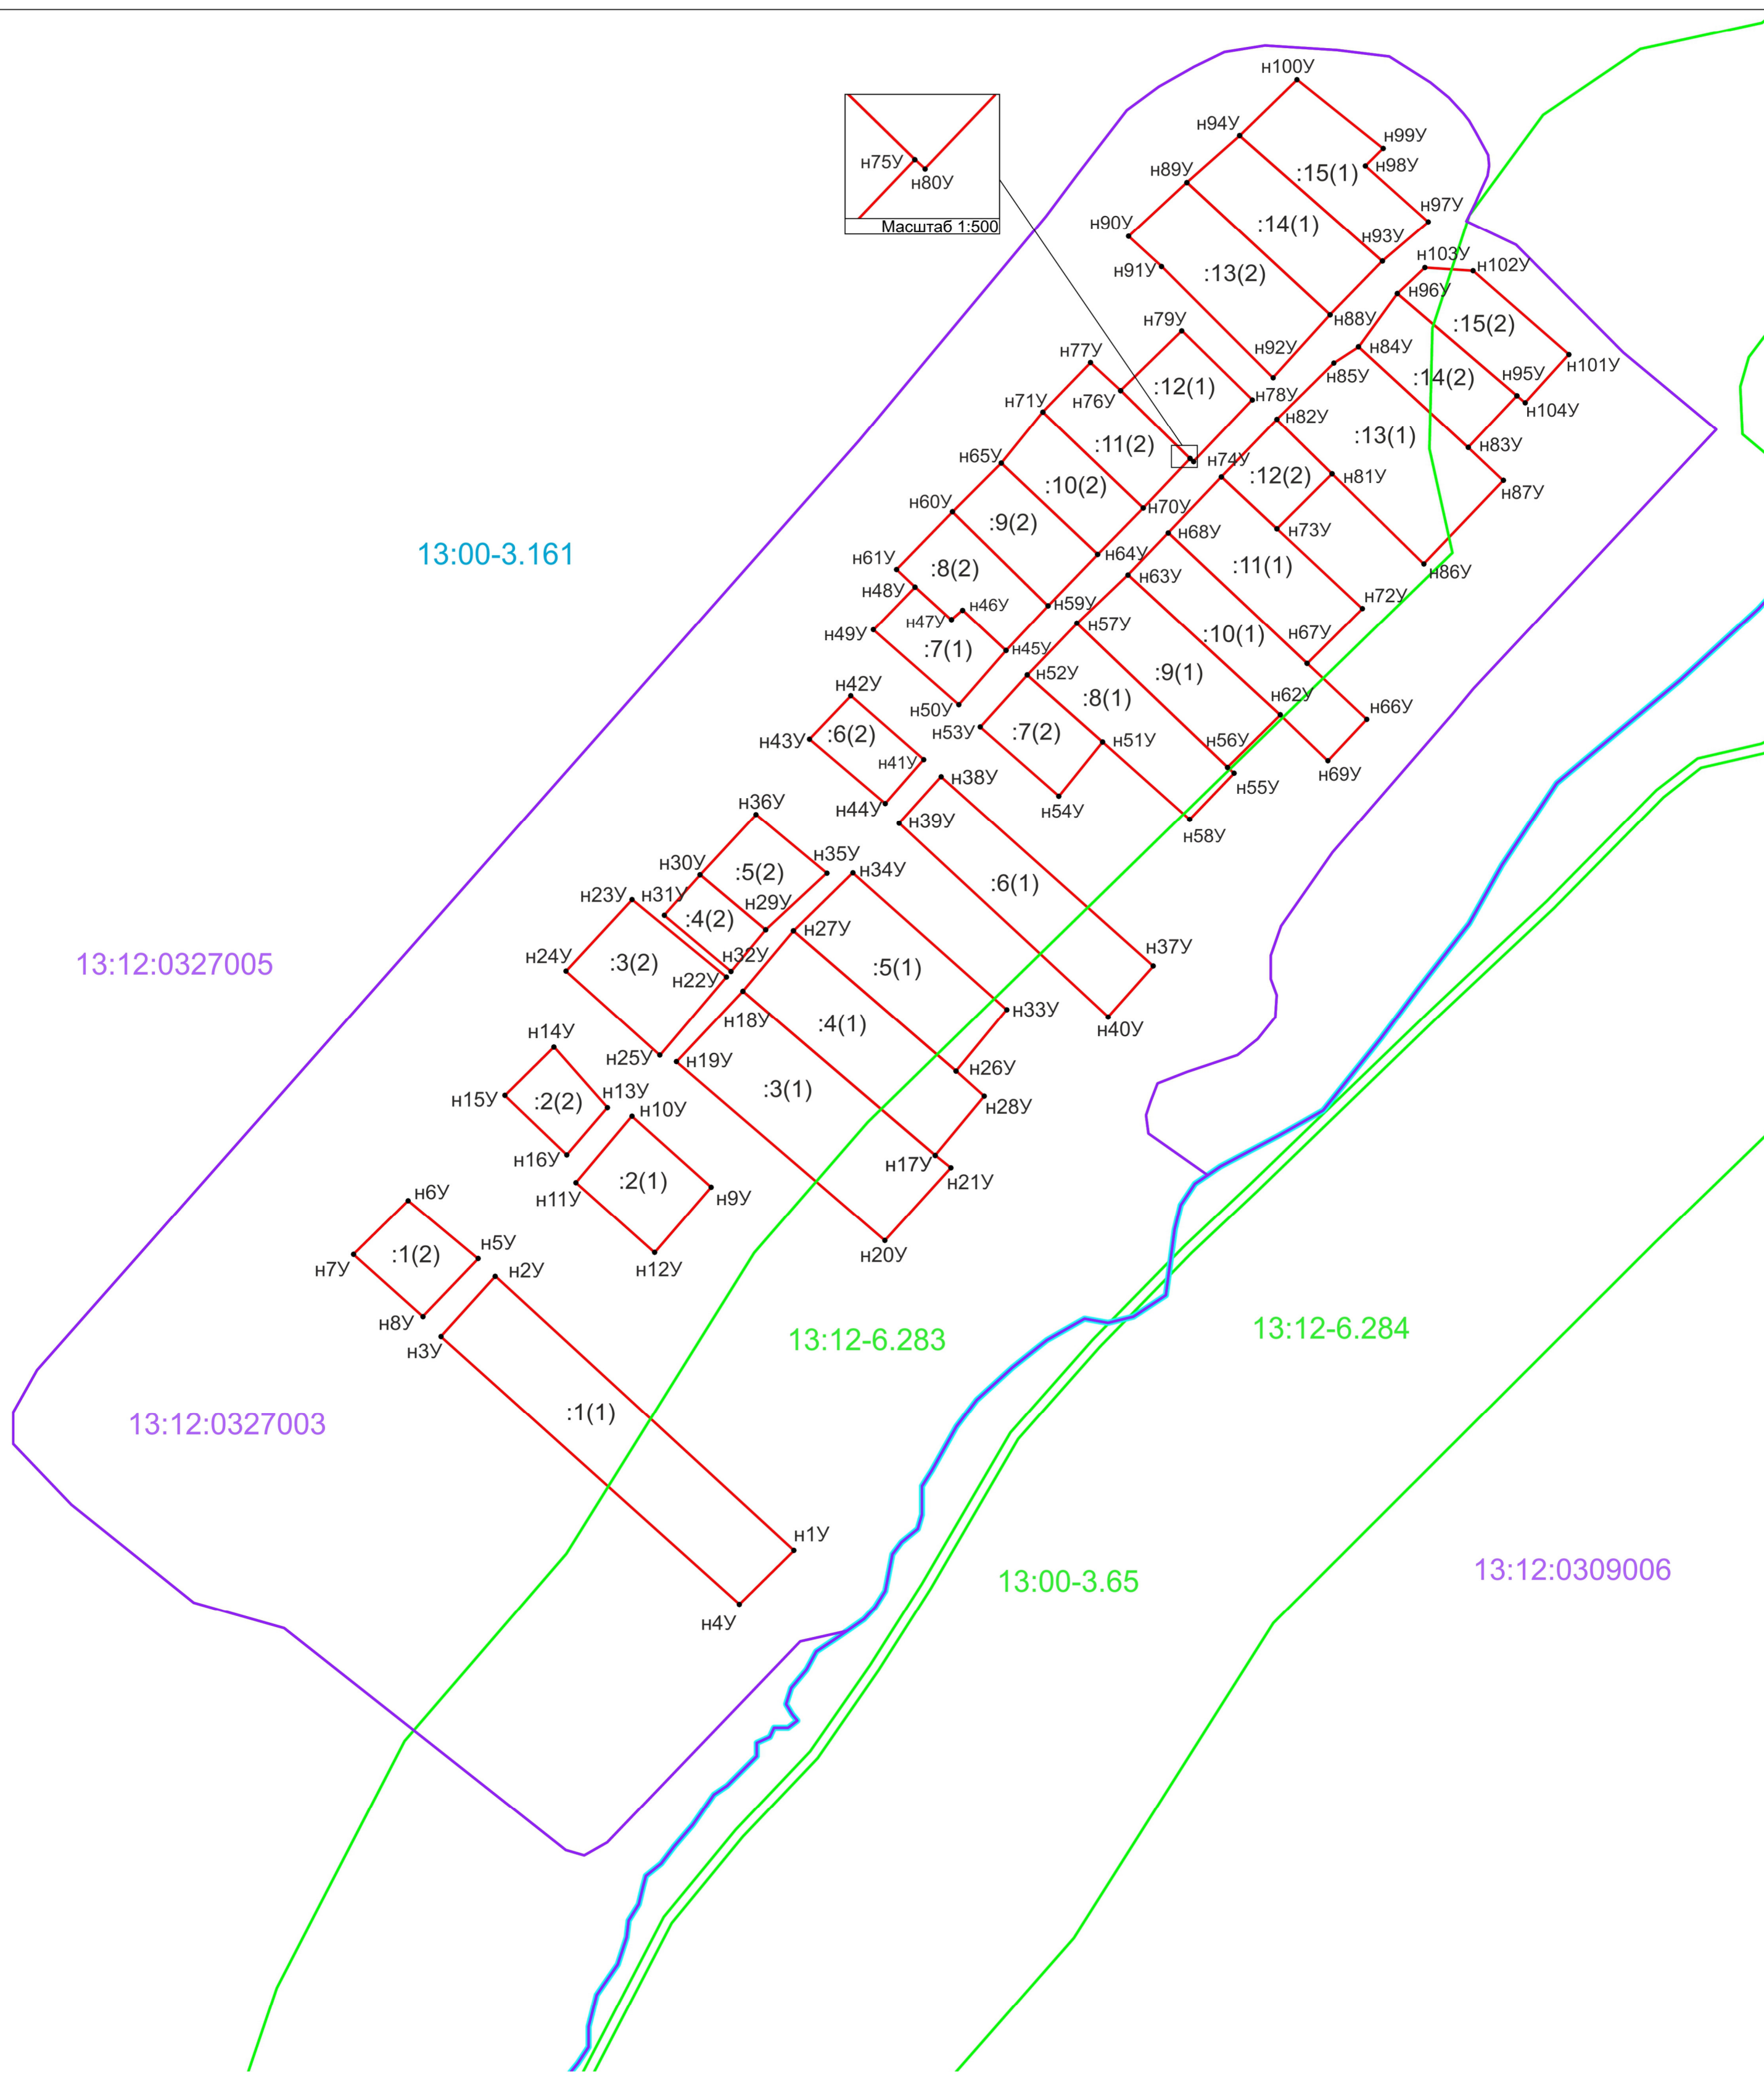 н100У
н94У
н99У
н75У
н80У
н98У
н89У
:15(1)
Масштаб 1:500
н97У
н90У
:14(1)
н93У
н91У
:13(2)
н103У
н102У
н96У
н79У
н88У
:15(2)
н77У
н92У
н84У
н101У
:12(1)
н85У
:14(2)
н95У
н76У
н78У
н104У
н71У
н82У
:11(2)
:13(1)
н83У
н65У
н74У
:12(2)
н81У
:10(2)
н87У
н60У
н70У
:9(2)
н73У
н68У
13:00-3.161
н61У
н64У
:8(2)
:11(1)
н86У
н48У
н63У
н46У
н59У
н72У
н47У
н57У
н49У
:7(1)
н45У
:10(1)
н67У
н52У
:9(1)
н42У
:8(1)
н62У
н50У
н66У
н53У
:7(2)
н43У
:6(2)
н51У
н56У
н41У
н69У
н38У
н55У
н36У
н44У
н54У
н39У
н58У
н30У
н35У
:5(2)
н34У
:6(1)
н23У
н31У
н29У
:4(2)
н27У
н37У
13:12:0327005
н24У
:3(2)
н32У
:5(1)
н22У
н33У
н18У
:4(1)
н40У
н14У
н25У
н19У
н26У
:3(1)
н13У
н15У
:2(2)
н10У
н28У
н16У
н17У
:2(1)
н21У
н11У
н9У
н6У
н5У
:1(2)
н20У
н7У
н12У
н2У
н8У
13:12-6.284
13:12-6.283
н3У
:1(1)
13:12:0327003
н1У
13:12:0309006
13:00-3.65
н4У